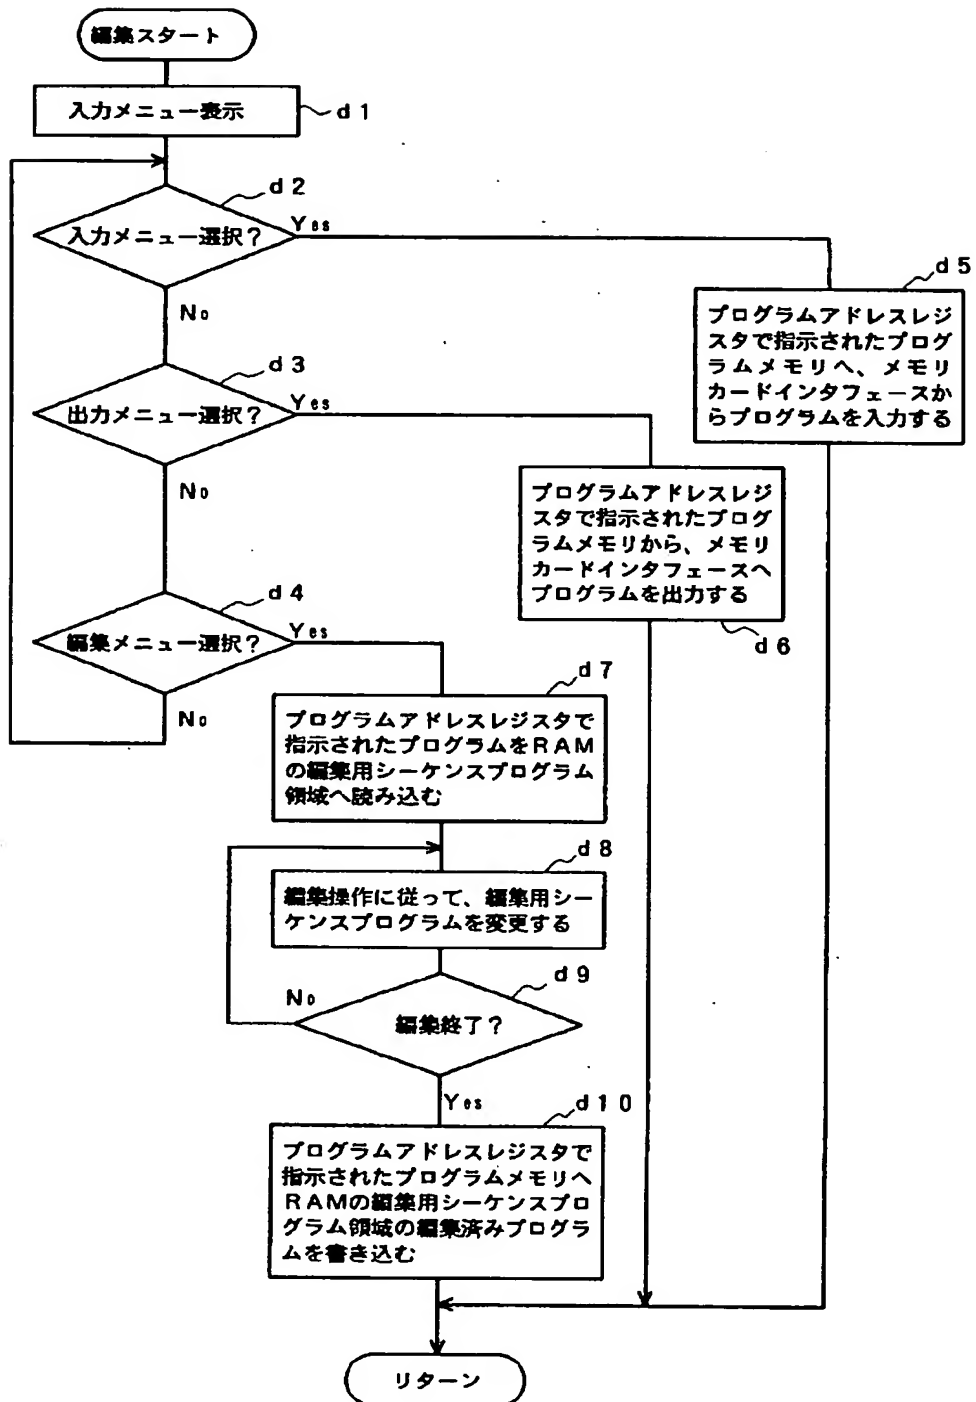 編集スタート
入力メニュー表示
d1
d2
入力メニュー選択?
Yes
No
d5
プログラムアドレスレジ
スタで指示されたプログ
ラムメモリへ、メモリ
カードインタフェースか
らプログラムを入力する
d3
出力メニュー選択?
Yes
No
プログラムアドレスレジ
スタで指示されたプログ
ラムメモリから、メモリ
カードインタフェースへ
プログラムを出力する
d6
d4
編集メニュー選択?
Yes
No
d7
プログラムアドレスレジスタで
指示されたプログラムをRAM
の編集用シーケンスプログラム
領域へ読み込む
d8
編集操作に従って、編集用シー
ケンスプログラムを変更する
d9
No
編集終了?
Yes
d10
プログラムアドレスレジスタで
指示されたプログラムメモリへ
RAMの編集用シーケンスプロ
グラム領域の編集済みプログラ
ムを書き込む
リターン